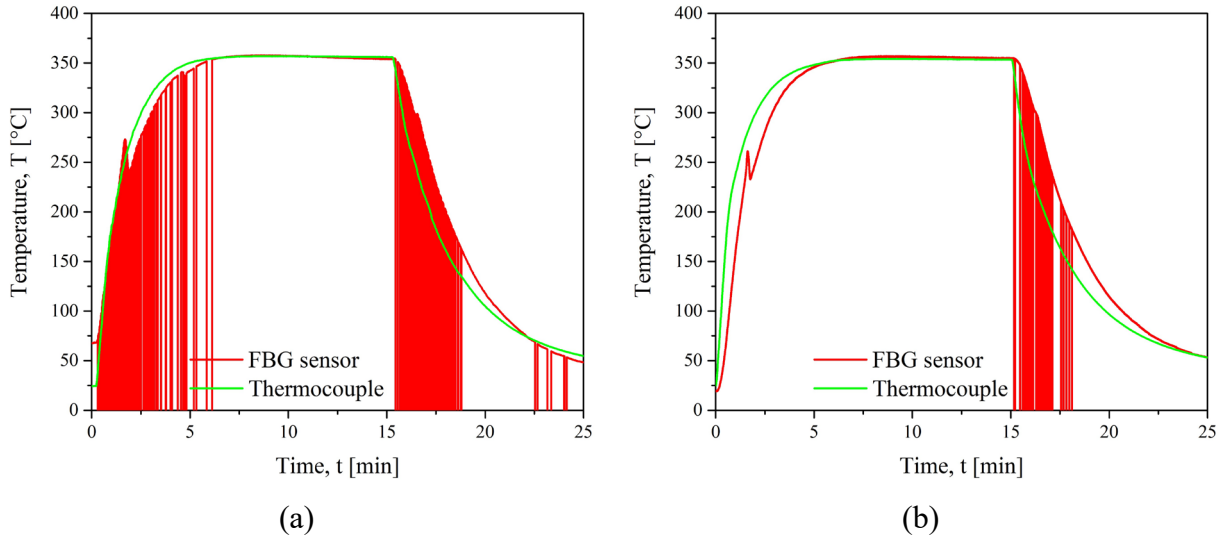 400
350
300
250
200
150
100
50
0
Temperature, T [°C]
FBG sensor
Thermocouple
0 5 10 15 20 25
Time, t [min]
(a)
400
350
300
250
200
150
100
50
0
Temperature, T [°C]
FBG sensor
Thermocouple
0 5 10 15 20 25
Time, t [min]
(b)